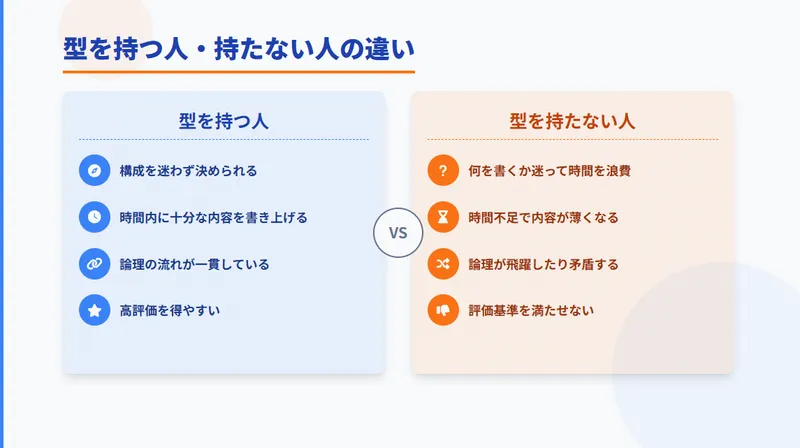 型を持つ人・持たない人の違い
型を持つ人
構成を迷わず決められる
時間内に十分な内容を書き上げる
論理の流れが一貫している
高評価を得やすい
VS
型を持たない人
?
何を書くか迷って時間を浪費
時間不足で内容が薄くなる
論理が飛躍したり矛盾する
評価基準を満たせない